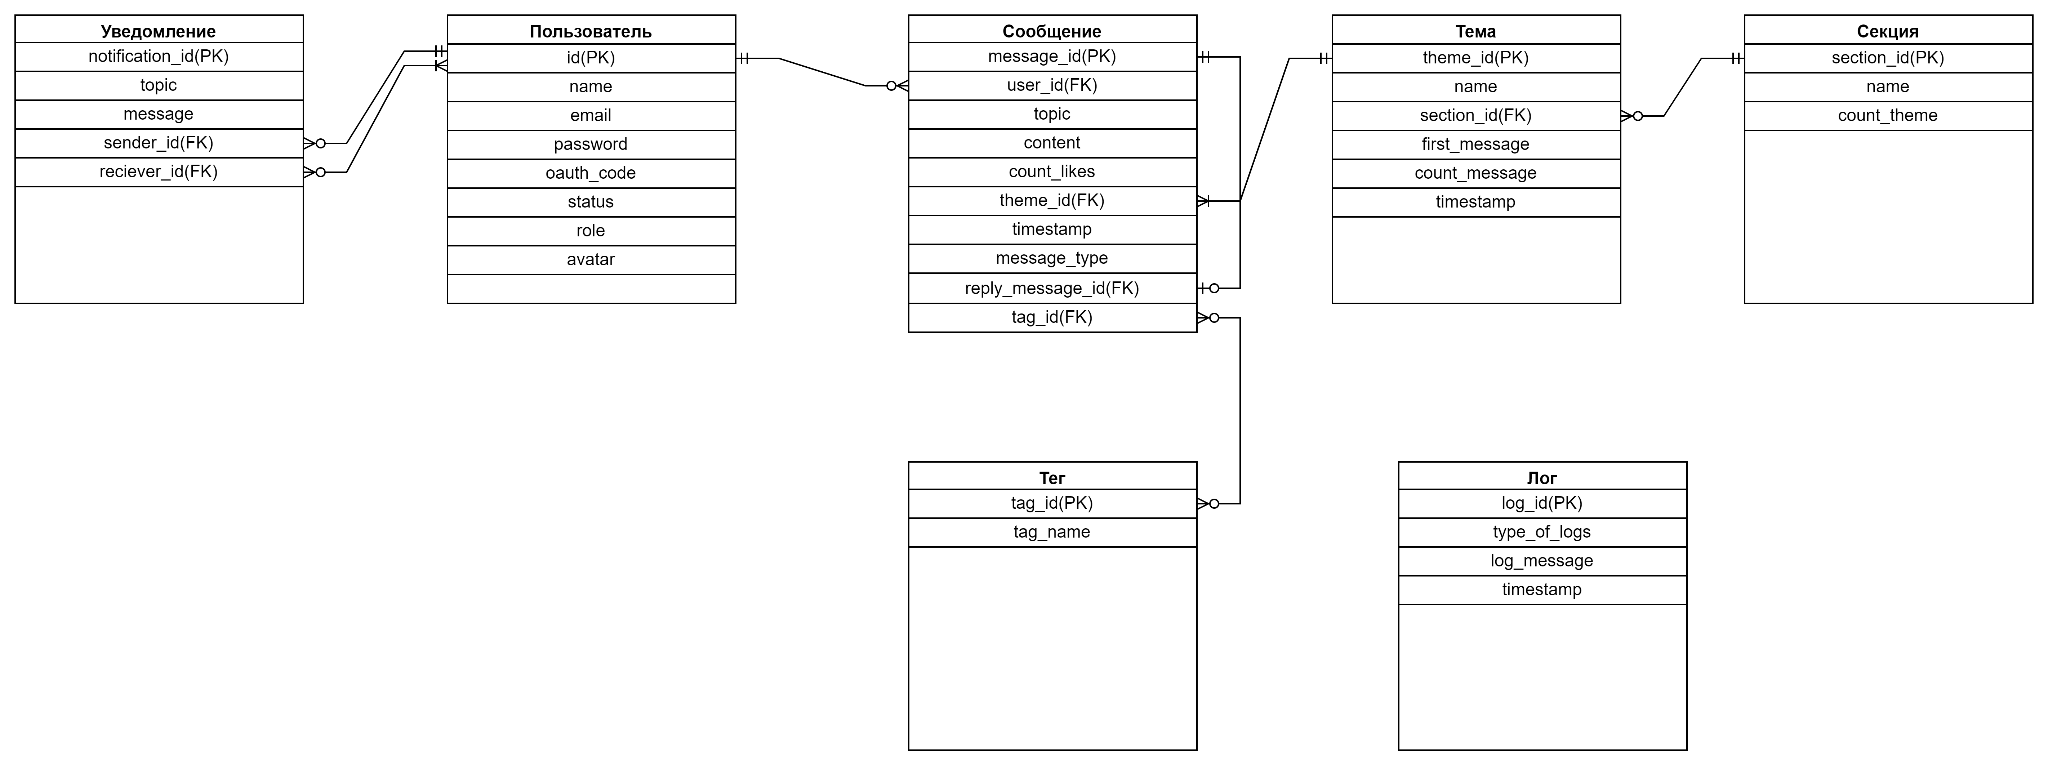 Уведомление
notification_id(PK)
topic
message
sender_id(FK)
reciever_id(FK)
Пользователь
id(PK)
name
email
password
oauth_code
status
role
avatar
Сообщение
message_id(PK)
user_id(FK)
topic
content
count_likes
theme_id(FK)
timestamp
message_type
reply_message_id(FK)
tag_id(FK)
Тема
theme_id(PK)
name
section_id(FK)
first_message
count_message
timestamp
Секция
section_id(PK)
name
count_theme
Тег
tag_id(PK)
tag_name
Лог
log_id(PK)
type_of_logs
log_message
timestamp